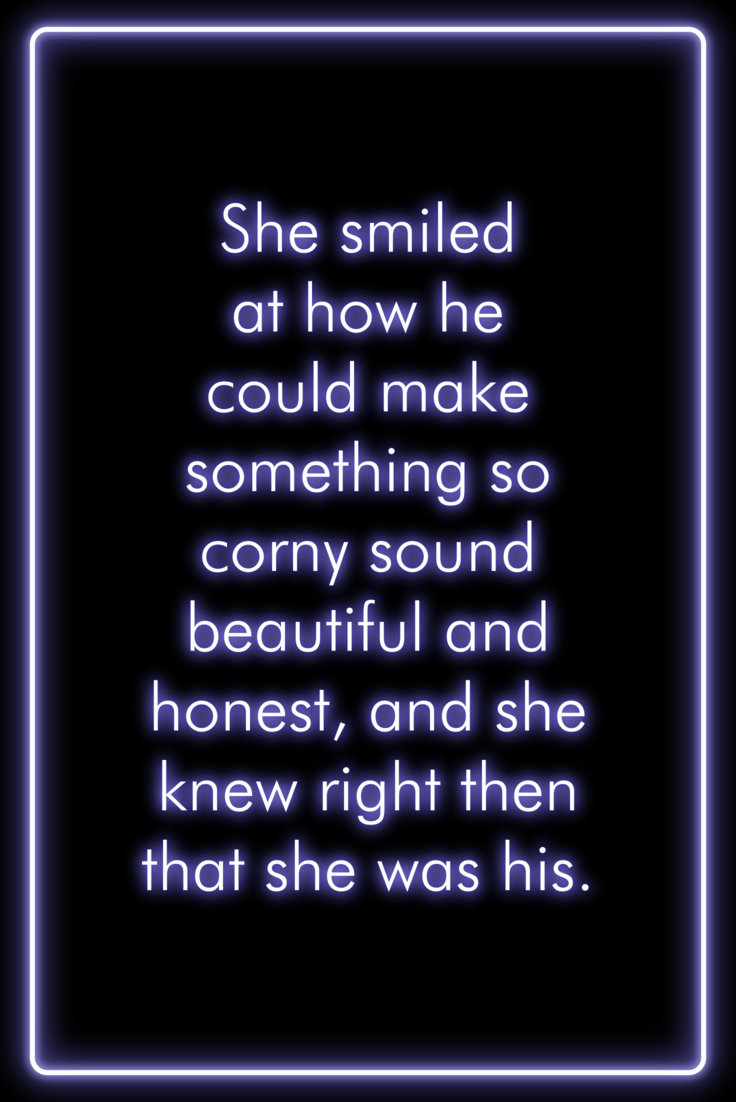 She smiled
at how he
could make
something so
corny sound
beautiful and
honest, and she
knew right then
that she was his.